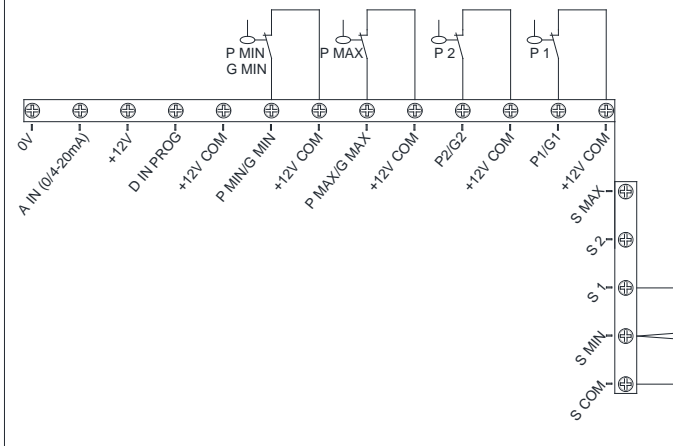 P MIN
G MIN
P MAX
P 2
P 1
0V
A IN (0/4-20mA)
+12V
D IN PROG
+12V COM
P MIN/G MIN
+12V COM
P MAX/G MAX
+12V COM
P2/G2
+12V COM
P1/G1
+12V COM
S MAX
S 2
S 1
S MIN
S COM